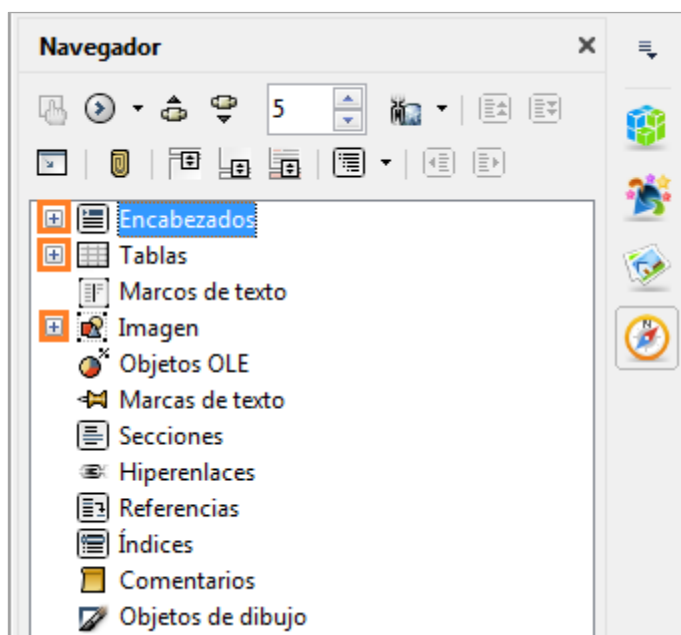 Navegador
5
Encabezados
Tablas
Marcos de texto
Imagen
Objetos OLE
Marcas de texto
Secciones
Hiperenlaces
Referencias
Índices
Comentarios
Objetos de dibujo